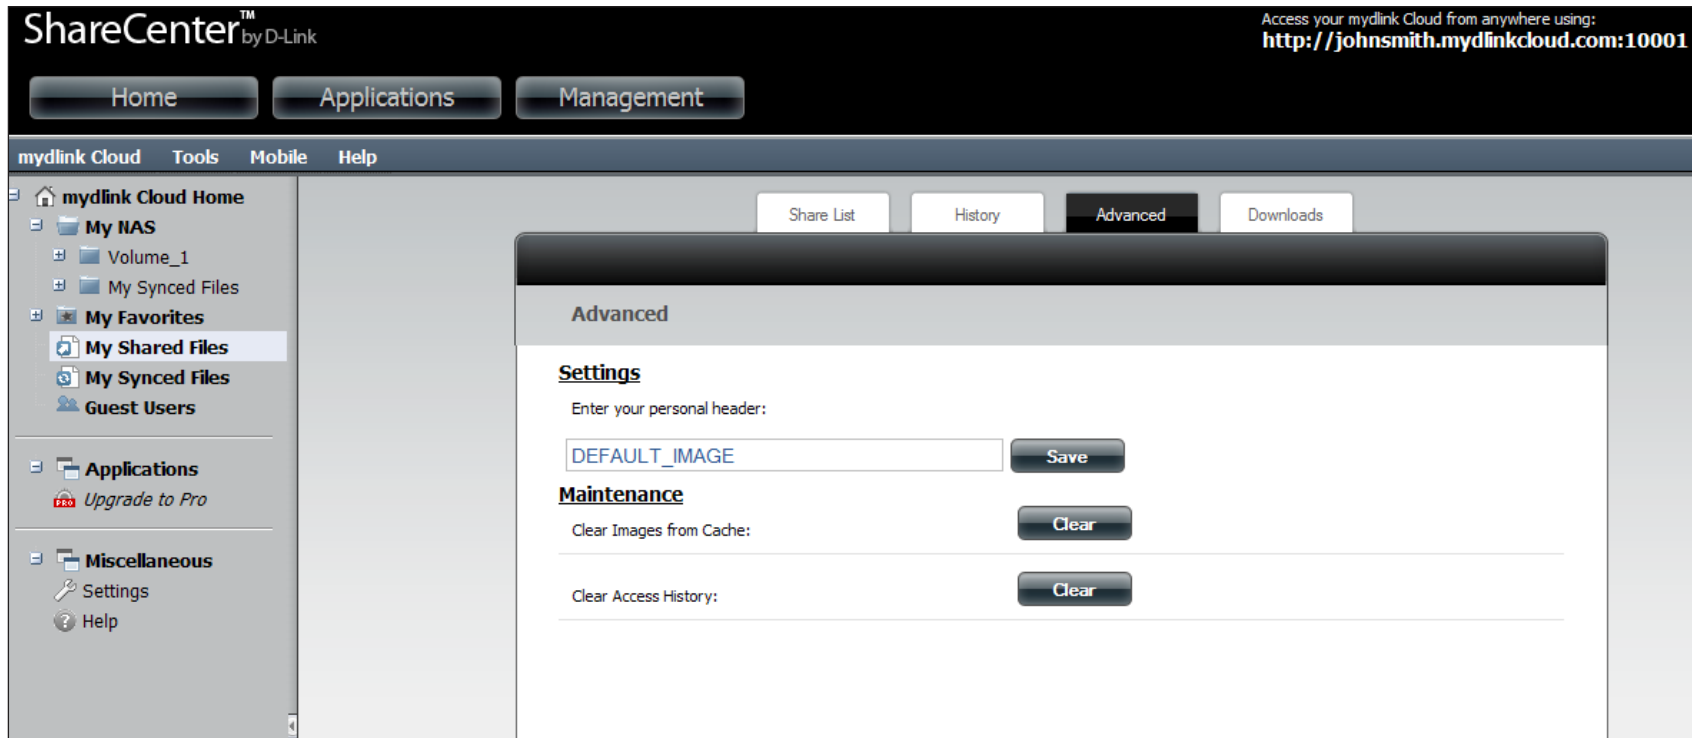 ShareCenter™ by D-Link
Access your mydlink Cloud from anywhere using:
http://johnsmith.mydlinkcloud.com:10001
Home Applications Management
mydlink Cloud Tools Mobile Help
mydlink Cloud Home
My NAS
Volume_1
My Synced Files
My Favorites
My Shared Files
My Synced Files
Guest Users
Applications
PRO Upgrade to Pro
Miscellaneous
Settings
Help
Share List History Advanced Downloads
Advanced
Settings
Enter your personal header:
DEFAULT_IMAGE Save
Maintenance
Clear Images from Cache: Clear
Clear Access History: Clear